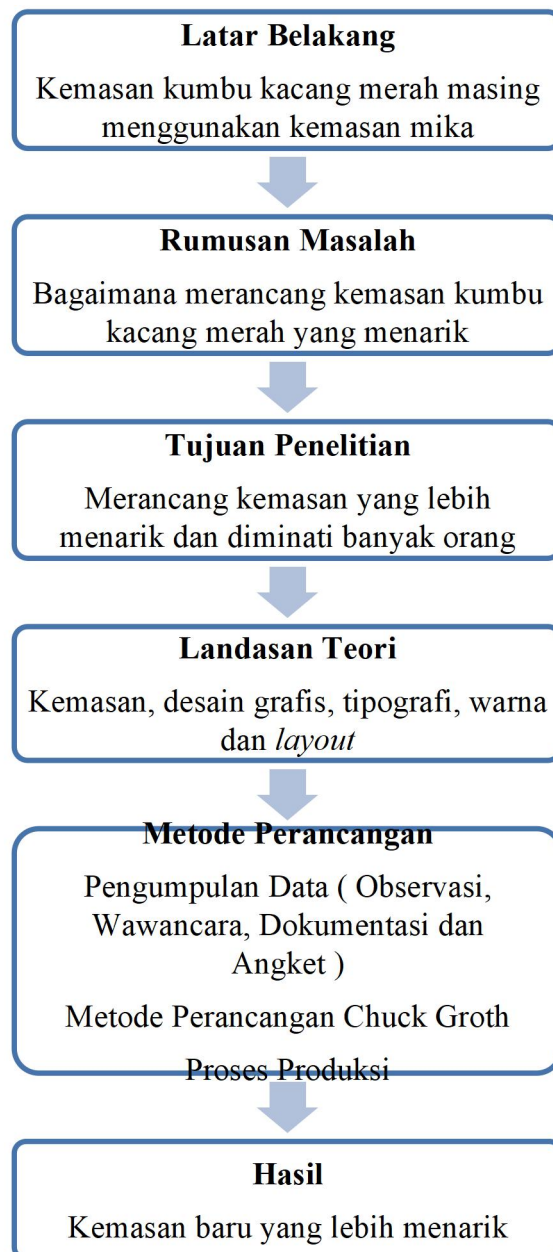 Latar Belakang
Kemasan kumbu kacang merah masing
menggunakan kemasan mika
Rumusan Masalah
Bagaimana merancang kemasan kumbu
kacang merah yang menarik
Tujuan Penelitian
Merancang kemasan yang lebih
menarik dan diminati banyak orang
Landasan Teori
Kemasan, desain grafis, tipografi, warna
dan layout
Metode Perancangan
Pengumpulan Data ( Observasi,
Wawancara, Dokumentasi dan
Angket )
Metode Perancangan Chuck Groth
Proses Produksi
Hasil
Kemasan baru yang lebih menarik